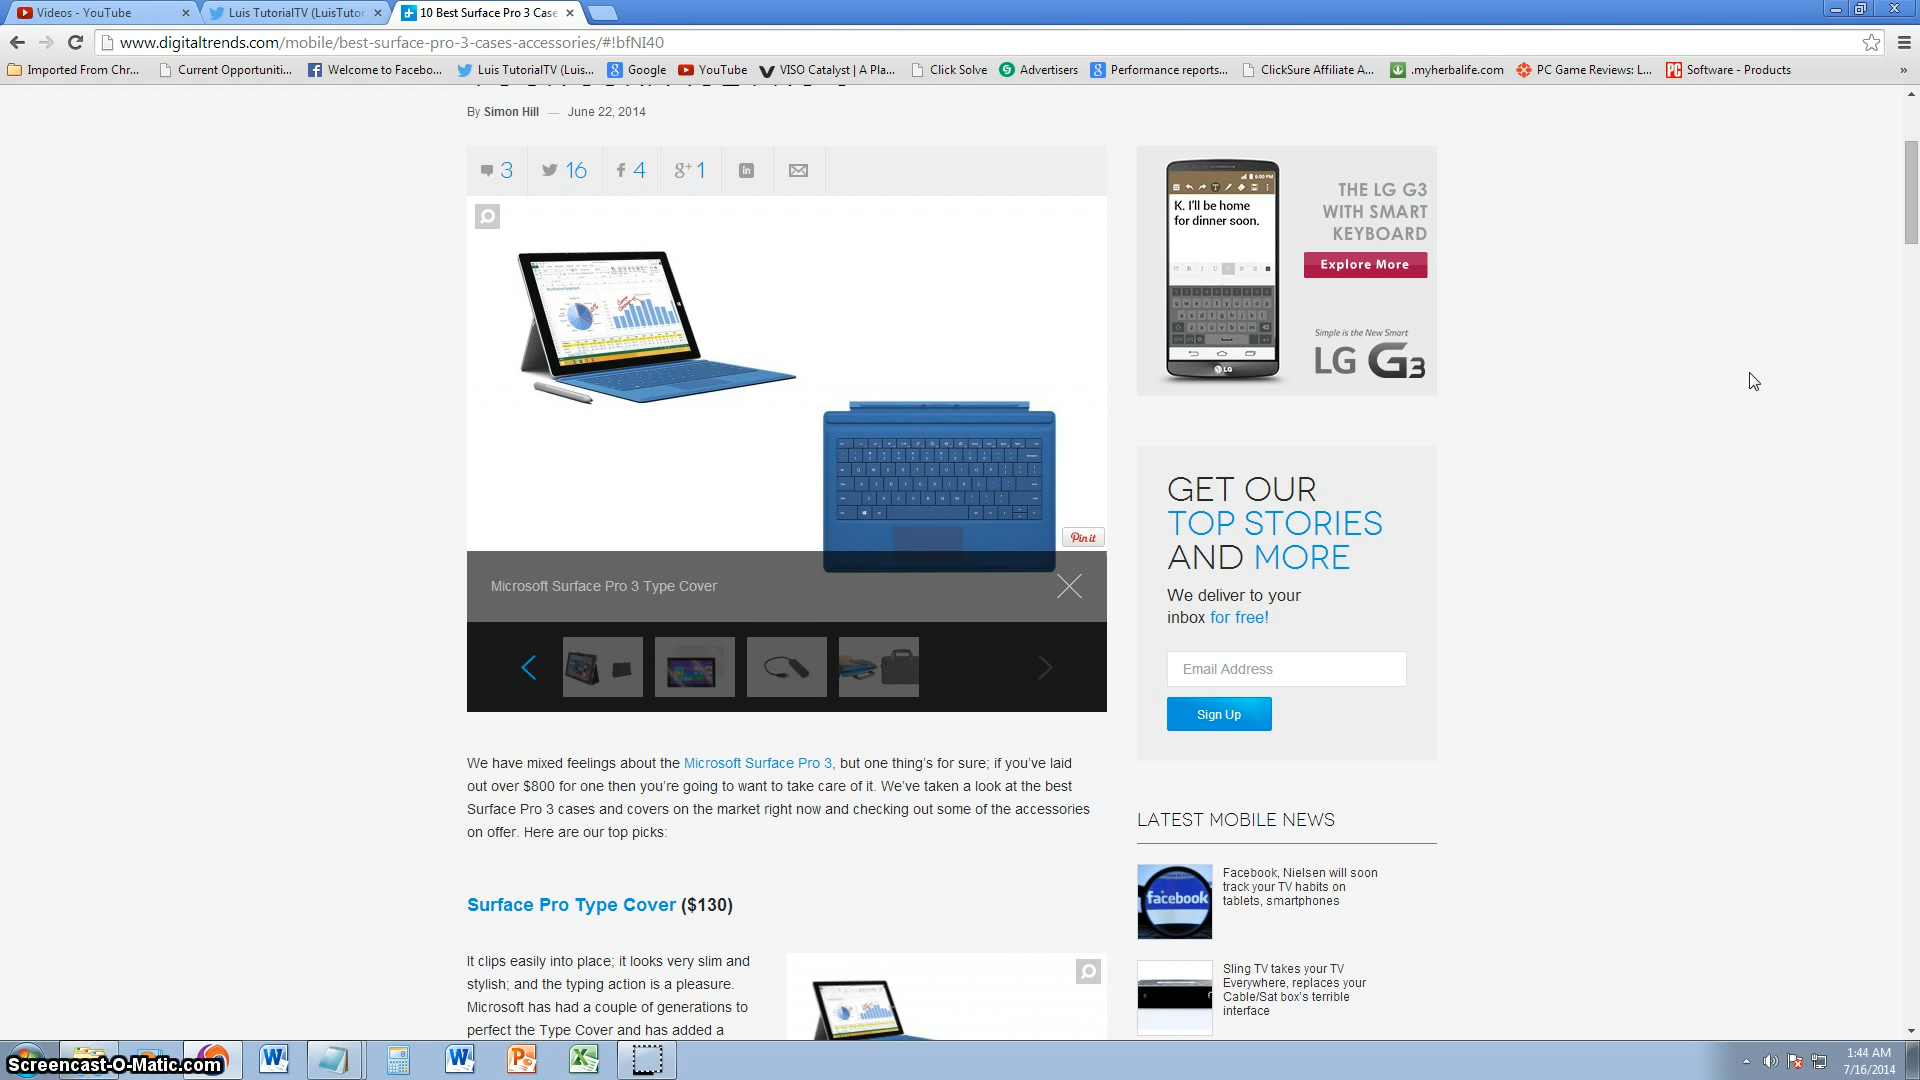 Videos - YouTube
Luis TutorialTV (LuisTutor
10 Best Surface Pro 3 Case
www.digitaltrends.com/mobile/best-surface-pro-3-cases-accessories/#!bfNI40
Imported From Chr...
Current Opportuniti...
Welcome to Facebo...
Luis TutorialTV (Luis...
Google
YouTube
VISO Catalyst | A Pla...
Click Solve
Advertisers
Performance reports...
ClickSure Affiliate A...
.myherbalife.com
PC Game Reviews: L...
Software - Products
By Simon Hill — June 22, 2014
3
16
4
1
Pin it
Microsoft Surface Pro 3 Type Cover
We have mixed feelings about the Microsoft Surface Pro 3, but one thing's for sure; if you've laid
out over $800 for one then you're going to want to take care of it. We've taken a look at the best
Surface Pro 3 cases and covers on the market right now and checking out some of the accessories
on offer. Here are our top picks:
Surface Pro Type Cover ($130)
It clips easily into place; it looks very slim and
stylish; and the typing action is a pleasure.
Microsoft has had a couple of generations to
perfect the Type Cover and has added a
K. I'll be home
for dinner soon.
LG
THE LG G3
WITH SMART
KEYBOARD
Explore More
Simple is the New Smart
LG G3
GET OUR
TOP STORIES
AND MORE
We deliver to your
inbox for free!
Email Address
Sign Up
LATEST MOBILE NEWS
facebook
Facebook, Nielsen will soon
track your TV habits on
tablets, smartphones
Sling TV takes your TV
Everywhere, replaces your
Cable/Sat box's terrible
interface
Screencast-O-Matic.com
1:44 AM
7/16/2014